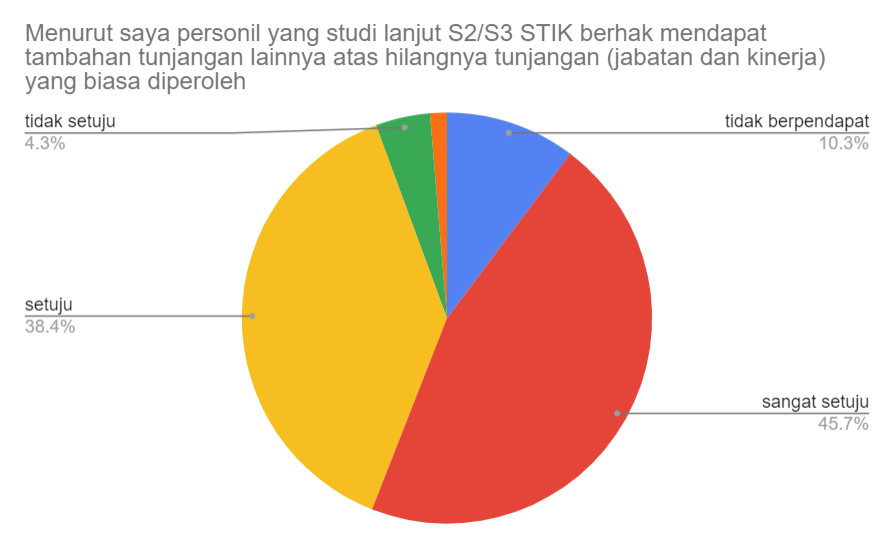 Menurut saya personil yang studi lanjut S2/S3 STIK berhak mendapat
tambahan tunjangan lainnya atas hilangnya tunjangan (jabatan dan kinerja)
yang biasa diperoleh
tidak setuju
4.3%
tidak berpendapat
10.3%
setuju
38.4%
sangat setuju
45.7%